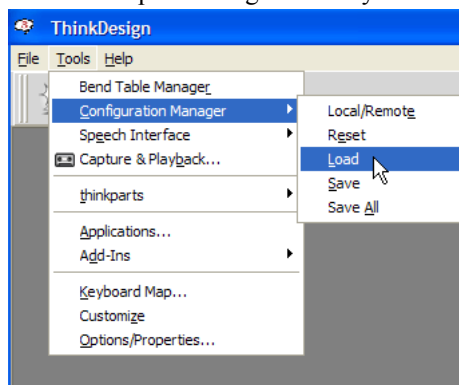 ThinkDesign
File Tools Help
Bend Table Manager
Configuration Manager
Speech Interface
Capture & Playback...
thinkparts
Applications...
Add-Ins
Keyboard Map...
Customize
Options/Properties...
Local/Remote
Reset
Load
Save
Save All